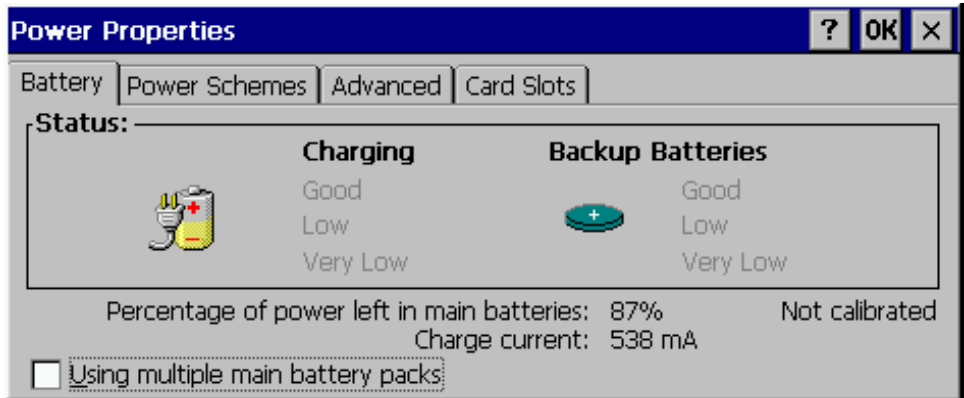 Power Properties ? OK ×
Battery Power Schemes Advanced Card Slots
Status:
Charging Backup Batteries
Good Good
Low Low
Very Low Very Low
Percentage of power left in main batteries: 87% Not calibrated
Charge current: 538 mA
Using multiple main battery packs